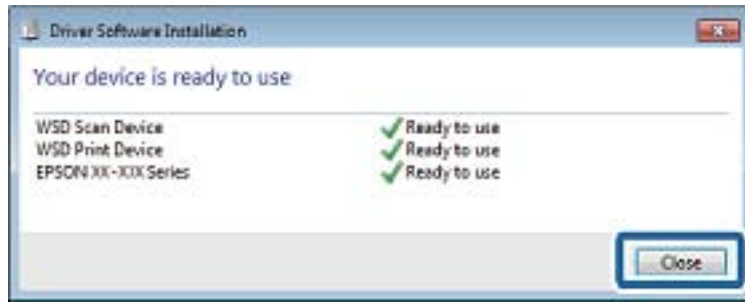 Driver Software Installation
Your device is ready to use
WSD Scan Device Ready to use
WSD Print Device Ready to use
EPSON XX-XXX Series Ready to use
Close